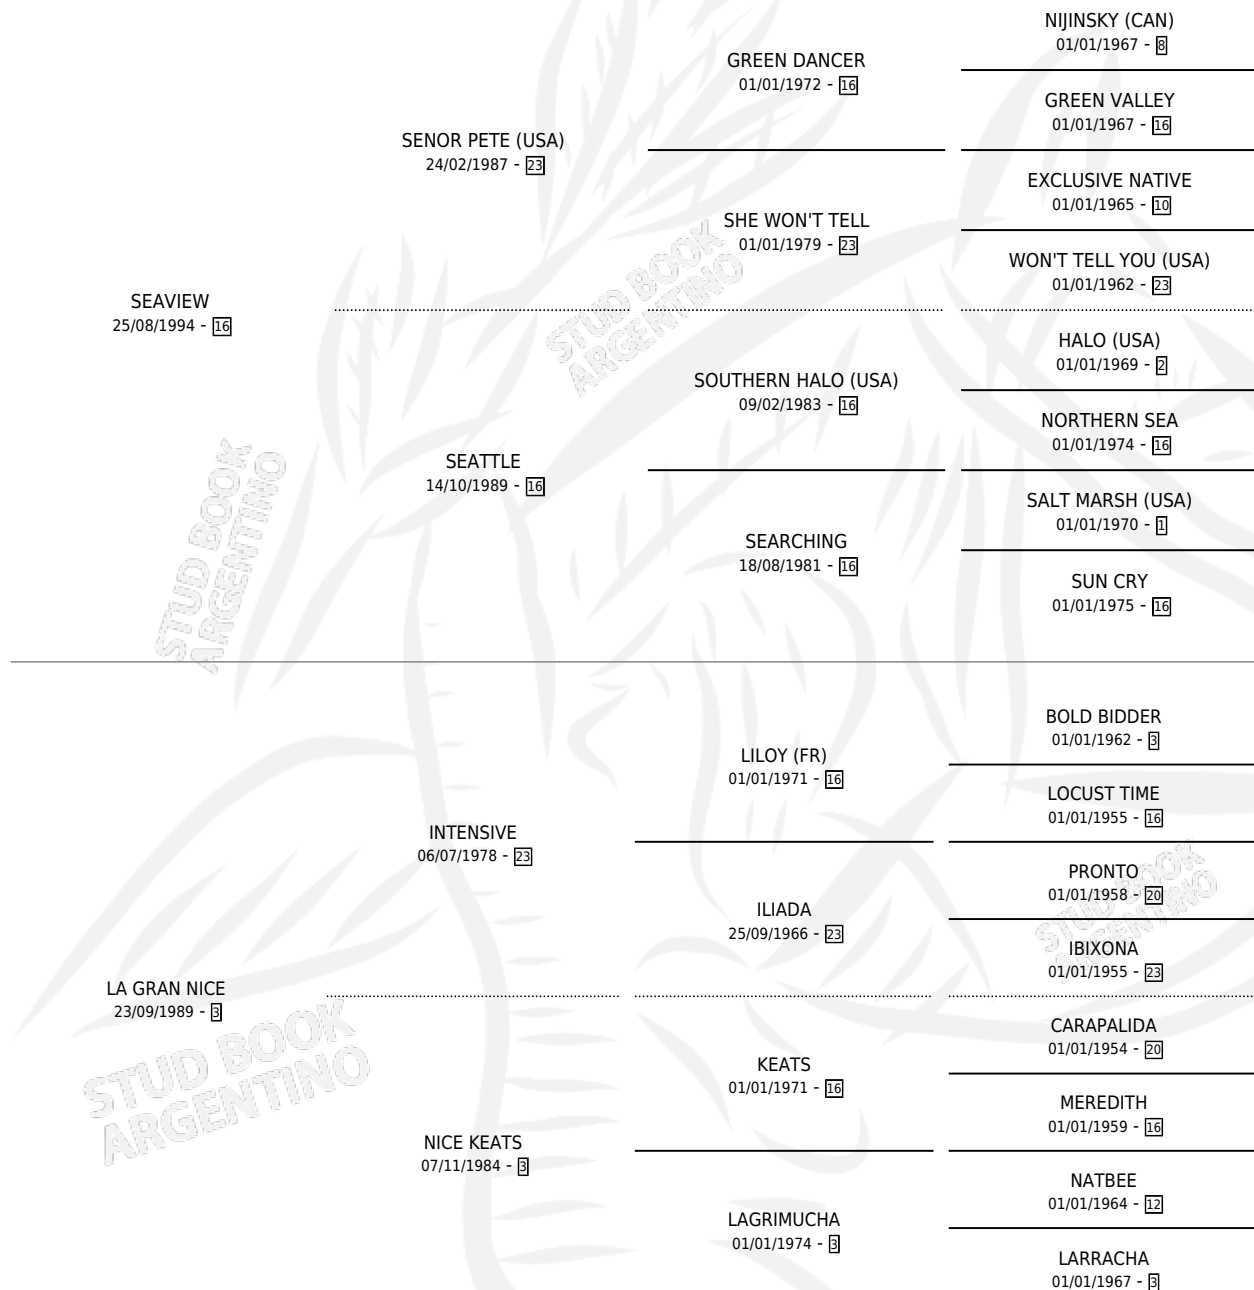 NIJINSKY (CAN)
01/01/1967 - 8
GREEN DANCER
01/01/1972 - 16
GREEN VALLEY
01/01/1967 - 16
SENOR PETE (USA)
24/02/1987 - 23
EXCLUSIVE NATIVE
01/01/1965 - 10
SHE WON'T TELL
01/01/1979 - 23
WON'T TELL YOU (USA)
01/01/1962 - 23
SEAVIEW
25/08/1994 - 16
HALO (USA)
01/01/1969 - 2
SOUTHERN HALO (USA)
09/02/1983 - 16
NORTHERN SEA
01/01/1974 - 16
SEATTLE
14/10/1989 - 16
SALT MARSH (USA)
01/01/1970 - 1
SEARCHING
18/08/1981 - 16
SUN CRY
01/01/1975 - 16
BOLD BIDDER
01/01/1962 - 3
LILOY (FR)
01/01/1971 - 16
LOCUST TIME
01/01/1955 - 16
INTENSIVE
06/07/1978 - 23
PRONTO
01/01/1958 - 20
ILIADA
25/09/1966 - 23
IBIXONA
01/01/1955 - 23
LA GRAN NICE
23/09/1989 - 3
CARAPALIDA
01/01/1954 - 20
KEATS
01/01/1971 - 16
MEREDITH
01/01/1959 - 16
NICE KEATS
07/11/1984 - 3
NATBEE
01/01/1964 - 12
LAGRIMUCHA
01/01/1974 - 3
LARRACHA
01/01/1967 - 3
STUD BOOK
ARGENTINO
STUD BOOK
ARGENTINO
STUD BOOK
ARGENTINO
STUD BOOK
ARGENTINO